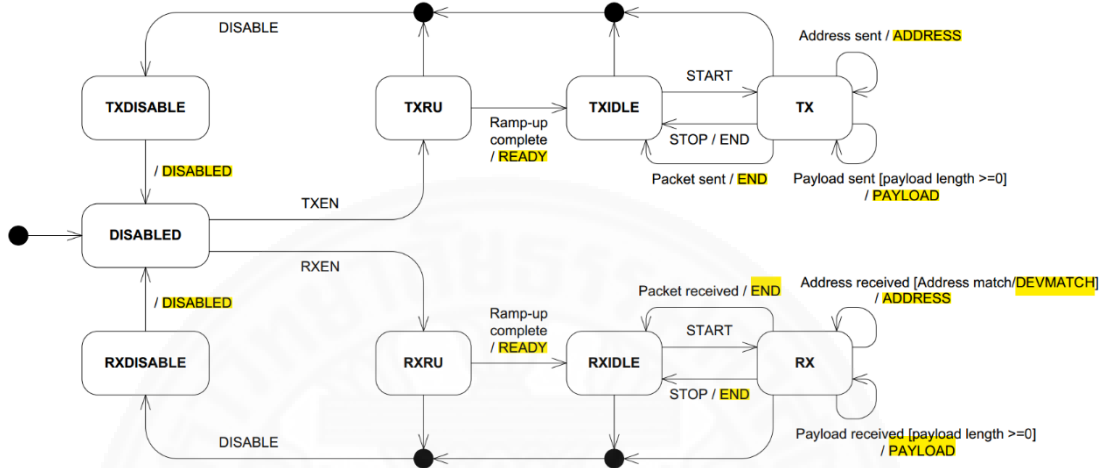 DISABLE
Address sent / ADDRESS
START
TXDISABLE
TXRU
TXIDLE
TX
Ramp-up
complete
/ READY
STOP / END
/ DISABLED
Packet sent / END
Payload sent [payload length >=0]
/ PAYLOAD
TXEN
DISABLED
RXEN
/ DISABLED
Packet received / END
Address received [Address match/DEVMATCH]
/ ADDRESS
Ramp-up
complete
/ READY
START
RXDISABLE
RXRU
RXIDLE
RX
STOP / END
DISABLE
Payload received [payload length >=0]
/ PAYLOAD